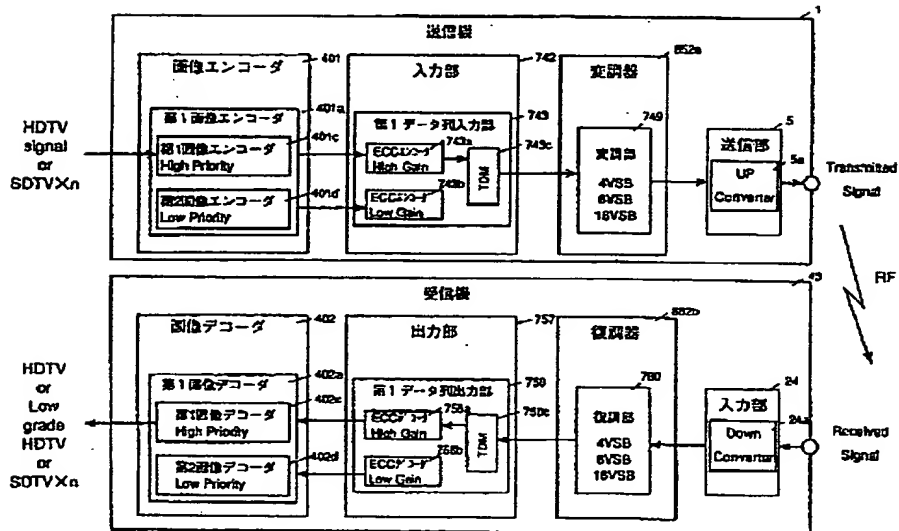 1
送信機
画像エンコーダ
401
入力部
742
変調器
852a
第1画像エンコーダ
401a
第1データ列入力部
743
749
5
送信部
HDTV
signal
or
SDTV×n
第1画像エンコーダ
High Priority
401c
ECCエンコーダ
High Gain
743a
743c
TDM
変調部
4VSB
8VSB
16VSB
UP
Converter
5a
Transmitted
Signal
第2画像エンコーダ
Low Priority
401d
ECCエンコーダ
Low Gain
743b
RF
受信機
43
画像デコーダ
402
出力部
757
復調器
852b
HDTV
or
Low
grade
HDTV or
SDTV×n
第1画像デコーダ
402a
第1データ列出力部
758
760
24
入力部
第1画像デコーダ
High Priority
402c
ECCデコーダ
High Gain
758a
758c
TDM
復調部
4VSB
8VSB
16VSB
Down
Converter
Received
Signal
第2画像デコーダ
Low Priority
402d
ECCデコーダ
Low Gain
758b